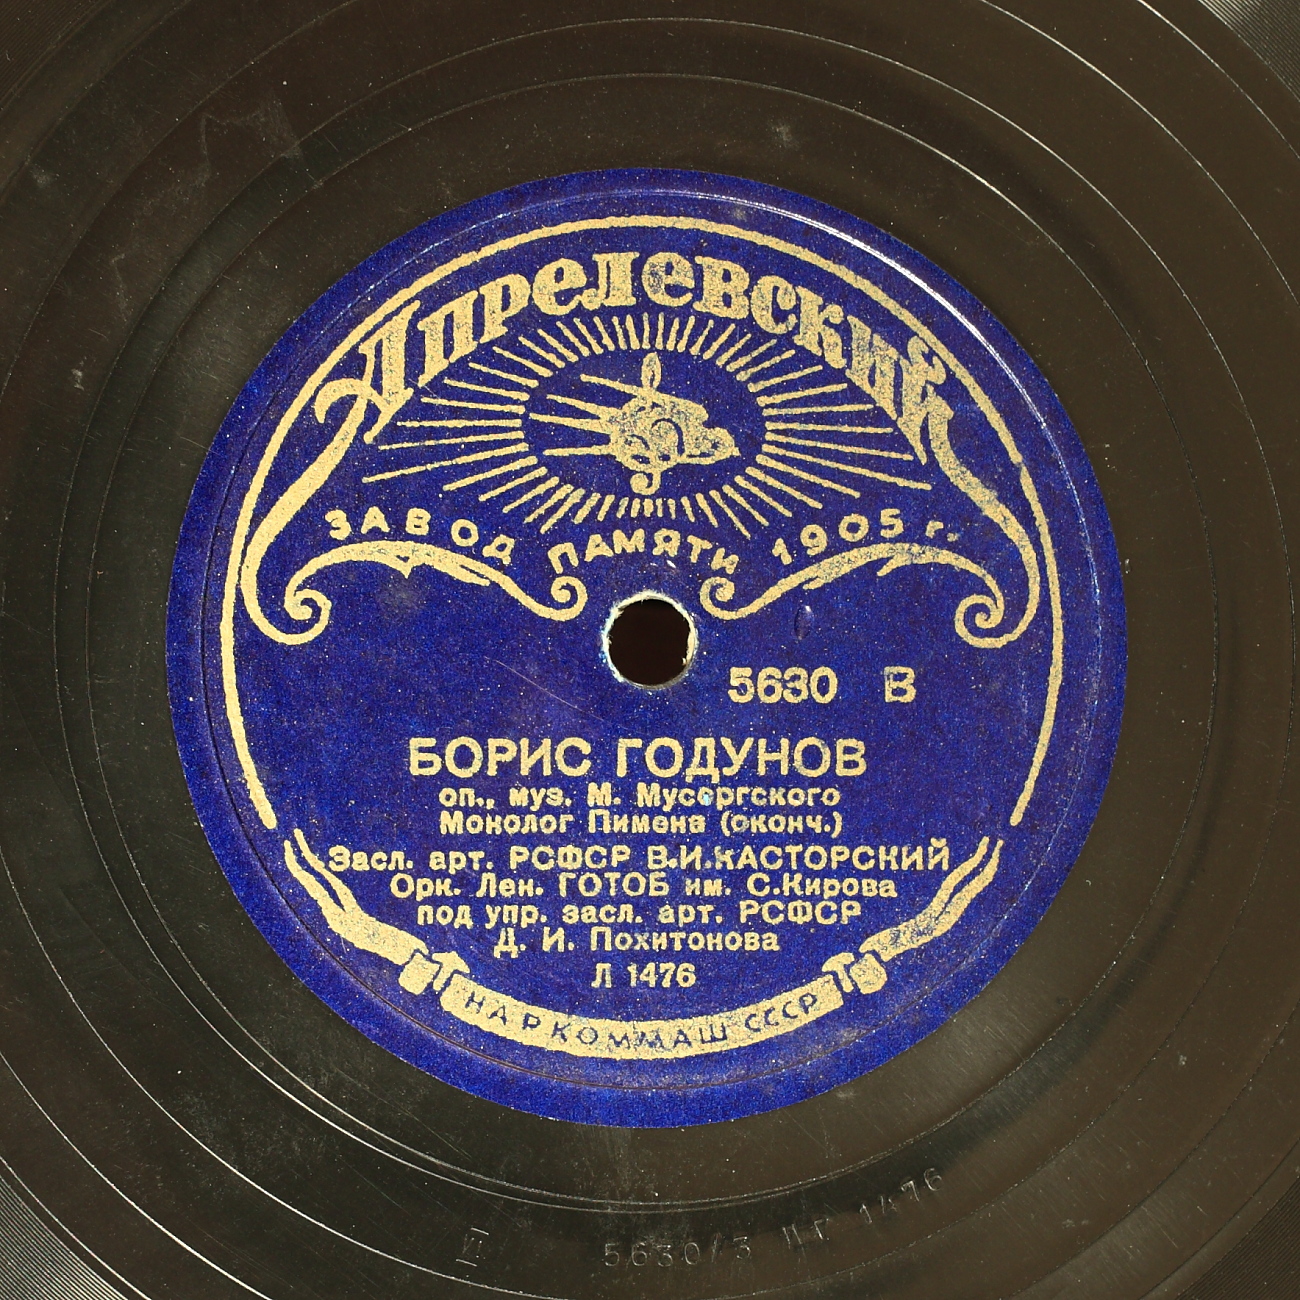 Апрелевский
ЗАВОД ПАМЯТИ 1905 г.
5630 В
БОРИС ГОДУНОВ
оп., муз. М. Мусоргского
Монолог Пимена (оконч.)
Засл. арт. РСФСР В.И.КАСТОРСКИЙ
Орк. Лен. ГОТОБ им. С.Кирова
под упр. засл. арт. РСФСР
Д. И. Похитонова
Л 1476
НАРКОММАШ СССР
VI 5630/3 1476